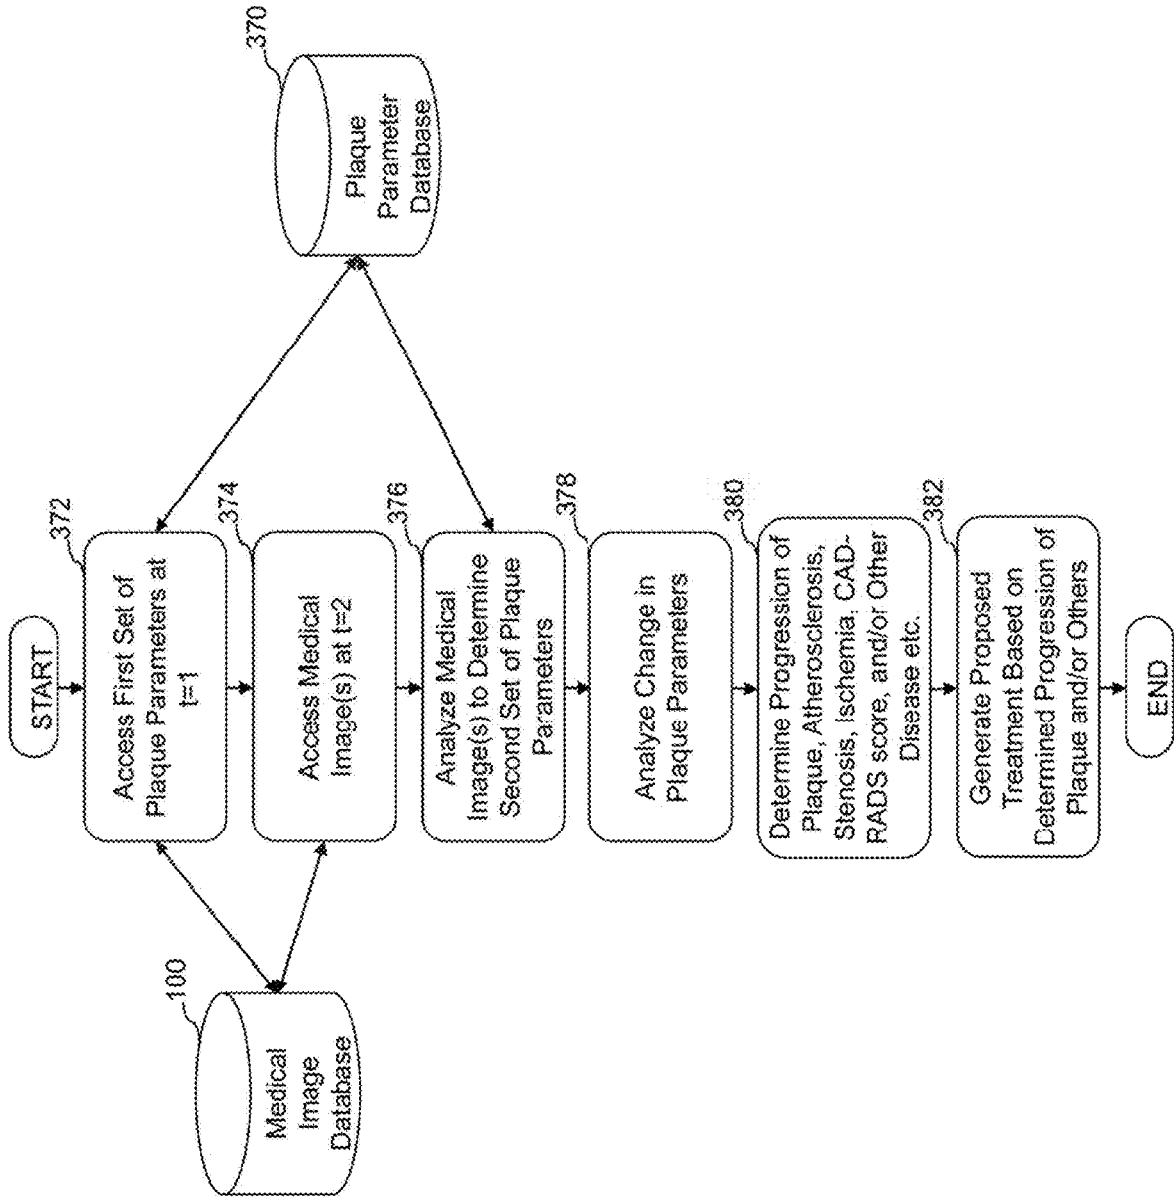 START
372
Access First Set of
Plaque Parameters at
t=1
374
Access Medical
Image(s) at t=2
376
Analyze Medical
Image(s) to Determine
Second Set of Plaque
Parameters
378
Analyze Change in
Plaque Parameters
380
Determine Progression of
Plaque, Atherosclerosis,
Stenosis, Ischemia, CAD-
RADS score, and/or Other
Disease etc.
382
Generate Proposed
Treatment Based on
Determined Progression of
Plaque and/or Others
END
100
Medical
Image
Database
370
Plaque
Parameter
Database